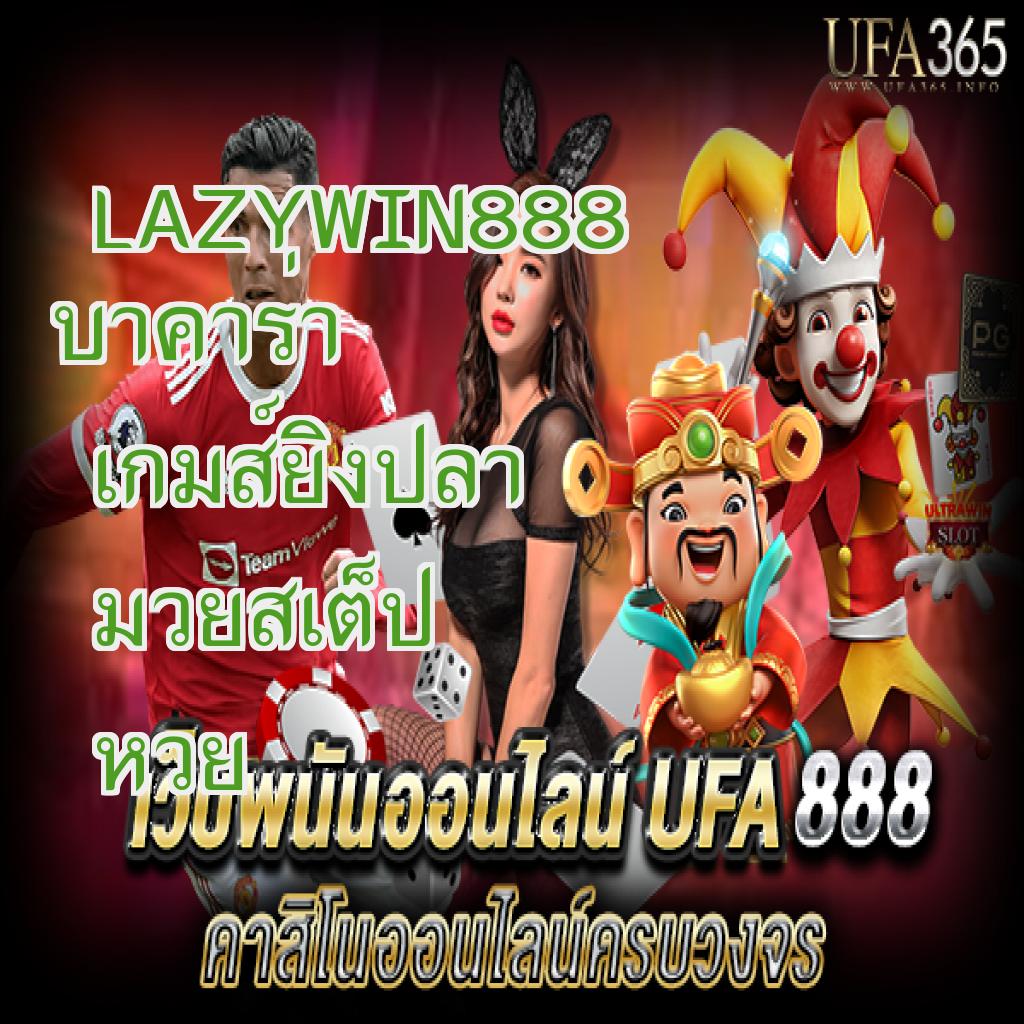 UFA365
WWW.UFA365.INFO
LAZYWIN888
บาคาร่า
เกมส์ยิงปลา
มวยสเต็ป
หวย
PG
TeamViewer
ULTRAWIN
SLOT
เว็บพนันออนไลน์ UFA 888
คาสิโนออนไลน์ครบวงจร